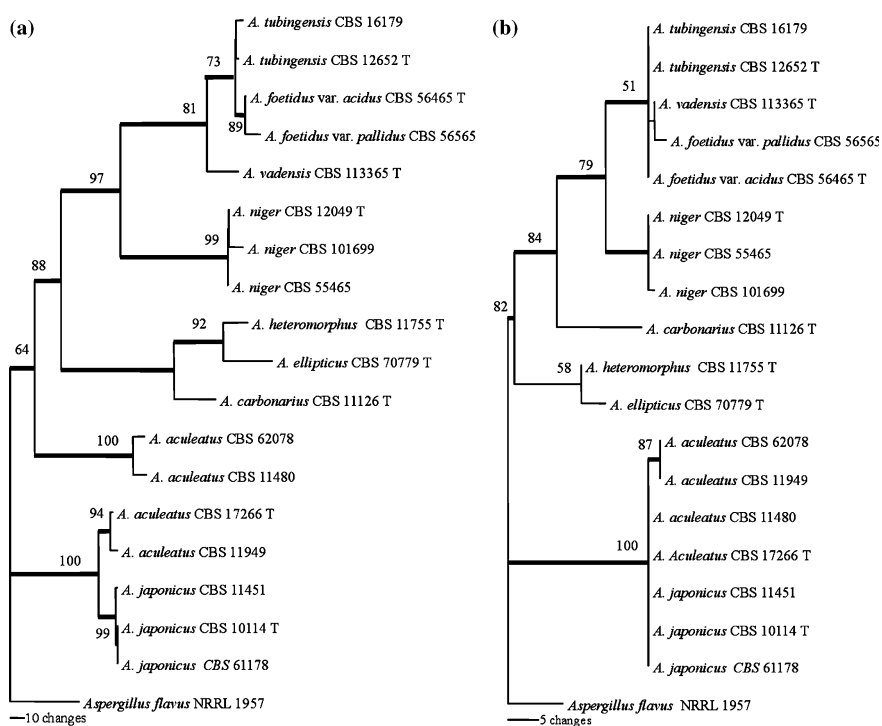 (a)
A. tubingensis CBS 16179
73
A. tubingensis CBS 12652 T
81
A. foetidus var. acidus CBS 56465 T
89
A. foetidus var. pallidus CBS 56565
97
A. vadensis CBS 113365 T
A. niger CBS 12049 T
99
A. niger CBS 101699
88
A. niger CBS 55465
92
A. heteromorphus CBS 11755 T
64
A. ellipticus CBS 70779 T
A. carbonarius CBS 11126 T
100
A. aculeatus CBS 62078
A. aculeatus CBS 11480
94
A. aculeatus CBS 17266 T
A. aculeatus CBS 11949
100
A. japonicus CBS 11451
99
A. japonicus CBS 10114 T
A. japonicus CBS 61178
Aspergillus flavus NRRL 1957
10 changes
(b)
A. tubingensis CBS 16179
A. tubingensis CBS 12652 T
51
A. vadensis CBS 113365 T
A. foetidus var. pallidus CBS 56565
79
A. foetidus var. acidus CBS 56465 T
A. niger CBS 12049 T
84
A. niger CBS 55465
A. niger CBS 101699
82
A. carbonarius CBS 11126 T
58
A. heteromorphus CBS 11755 T
A. ellipticus CBS 70779 T
87
A. aculeatus CBS 62078
A. aculeatus CBS 11949
A. aculeatus CBS 11480
100
A. Aculeatus CBS 17266 T
A. japonicus CBS 11451
A. japonicus CBS 10114 T
A. japonicus CBS 61178
Aspergillus flavus NRRL 1957
5 changes